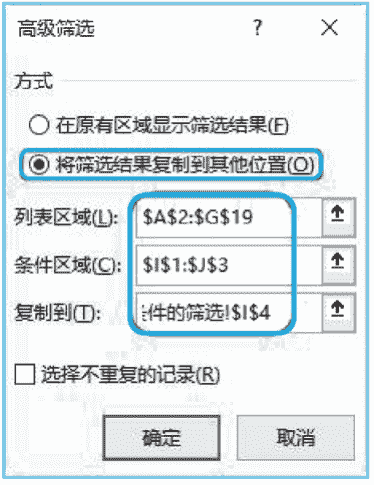 高级筛选 ?
方式
在原有区域显示筛选结果(F)
将筛选结果复制到其他位置(O)
列表区域(L): $A$2:$G$19
条件区域(C): $I$1:$J$3
复制到(T): 件的筛选!$I$4
选择不重复的记录(R)
确定 取消